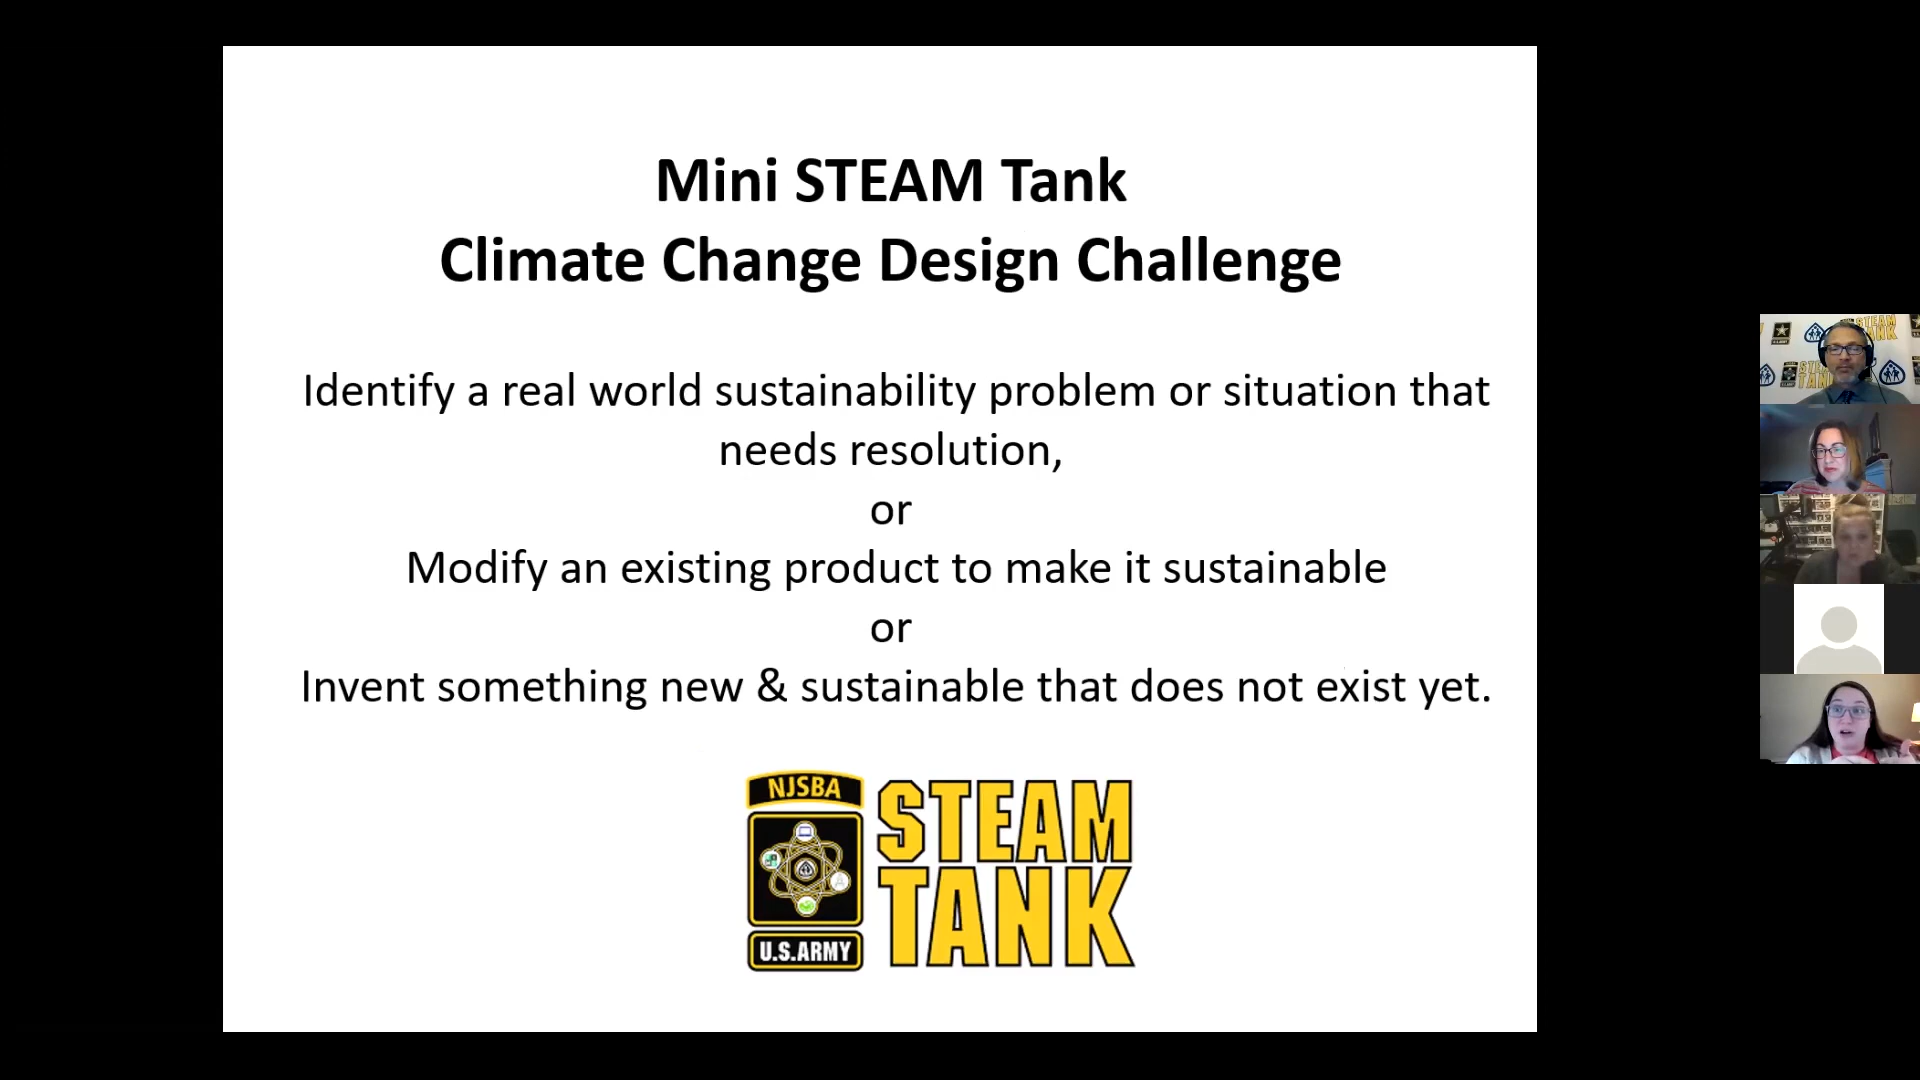 Mini STEAM Tank
Climate Change Design Challenge
Identify a real world sustainability problem or situation that
needs resolution,
or
Modify an existing product to make it sustainable
or
Invent something new & sustainable that does not exist yet.
NJSBA
U.S.ARMY
STEAM
TANK
STEAM
TANK